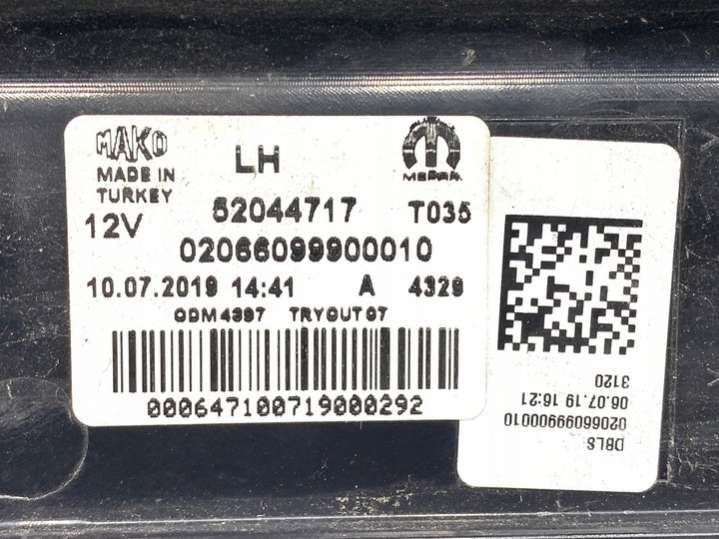 MAKO
LH
MADE IN
TURKEY
MOPAR
12V
52044717
T035
02066099900010
10.07.2019 14:41 A 4329
ODM4397 TRYOUT07
000647100719000292
3120
06.07.19 16:21
02066099900010
DBLS